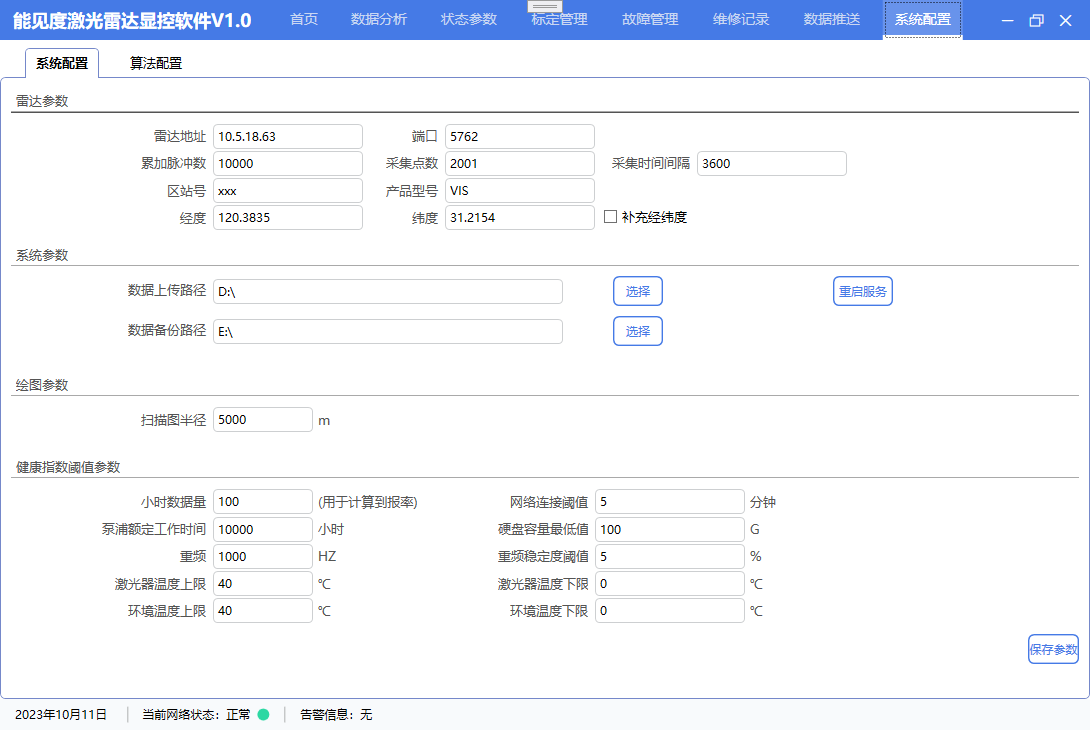 能见度激光雷达显控软件V1.0 首页 数据分析 状态参数 标定管理 故障管理 维修记录 数据推送 系统配置
系统配置 算法配置
雷达参数
雷达地址 10.5.18.63 端口 5762
累加脉冲数 10000 采集点数 2001 采集时间间隔 3600
区站号 xxx 产品型号 VIS
经度 120.3835 纬度 31.2154 补充经纬度
系统参数
数据上传路径 D:\ 选择 重启服务
数据备份路径 E:\ 选择
绘图参数
扫描图半径 5000 m
健康指数阈值参数
小时数据量 100 (用于计算到报率) 网络连接阈值 5 分钟
泵浦额定工作时间 10000 小时 硬盘容量最低值 100 G
重频 1000 HZ 重频稳定度阈值 5 %
激光器温度上限 40 ℃ 激光器温度下限 0 ℃
环境温度上限 40 ℃ 环境温度下限 0 ℃
保存参数
2023年10月11日 当前网络状态：正常 告警信息：无